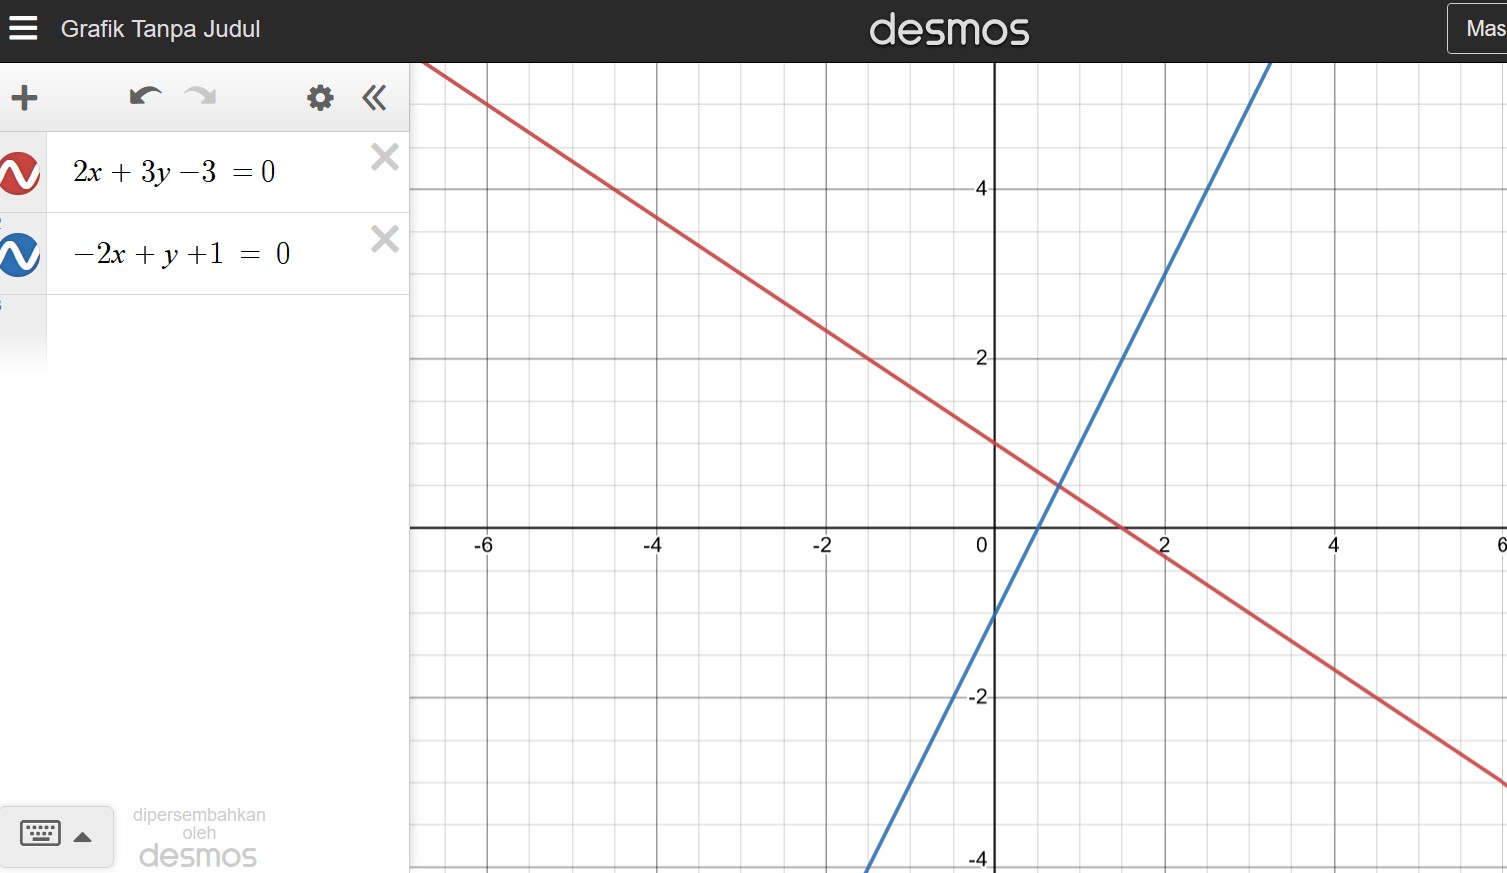 Grafik Tanpa Judul
desmos
Mas
2x + 3y −3 = 0
−2x + y +1 = 0
4
2
-6
-4
-2
0
2
4
6
-2
-4
dipersembahkan
oleh
desmos